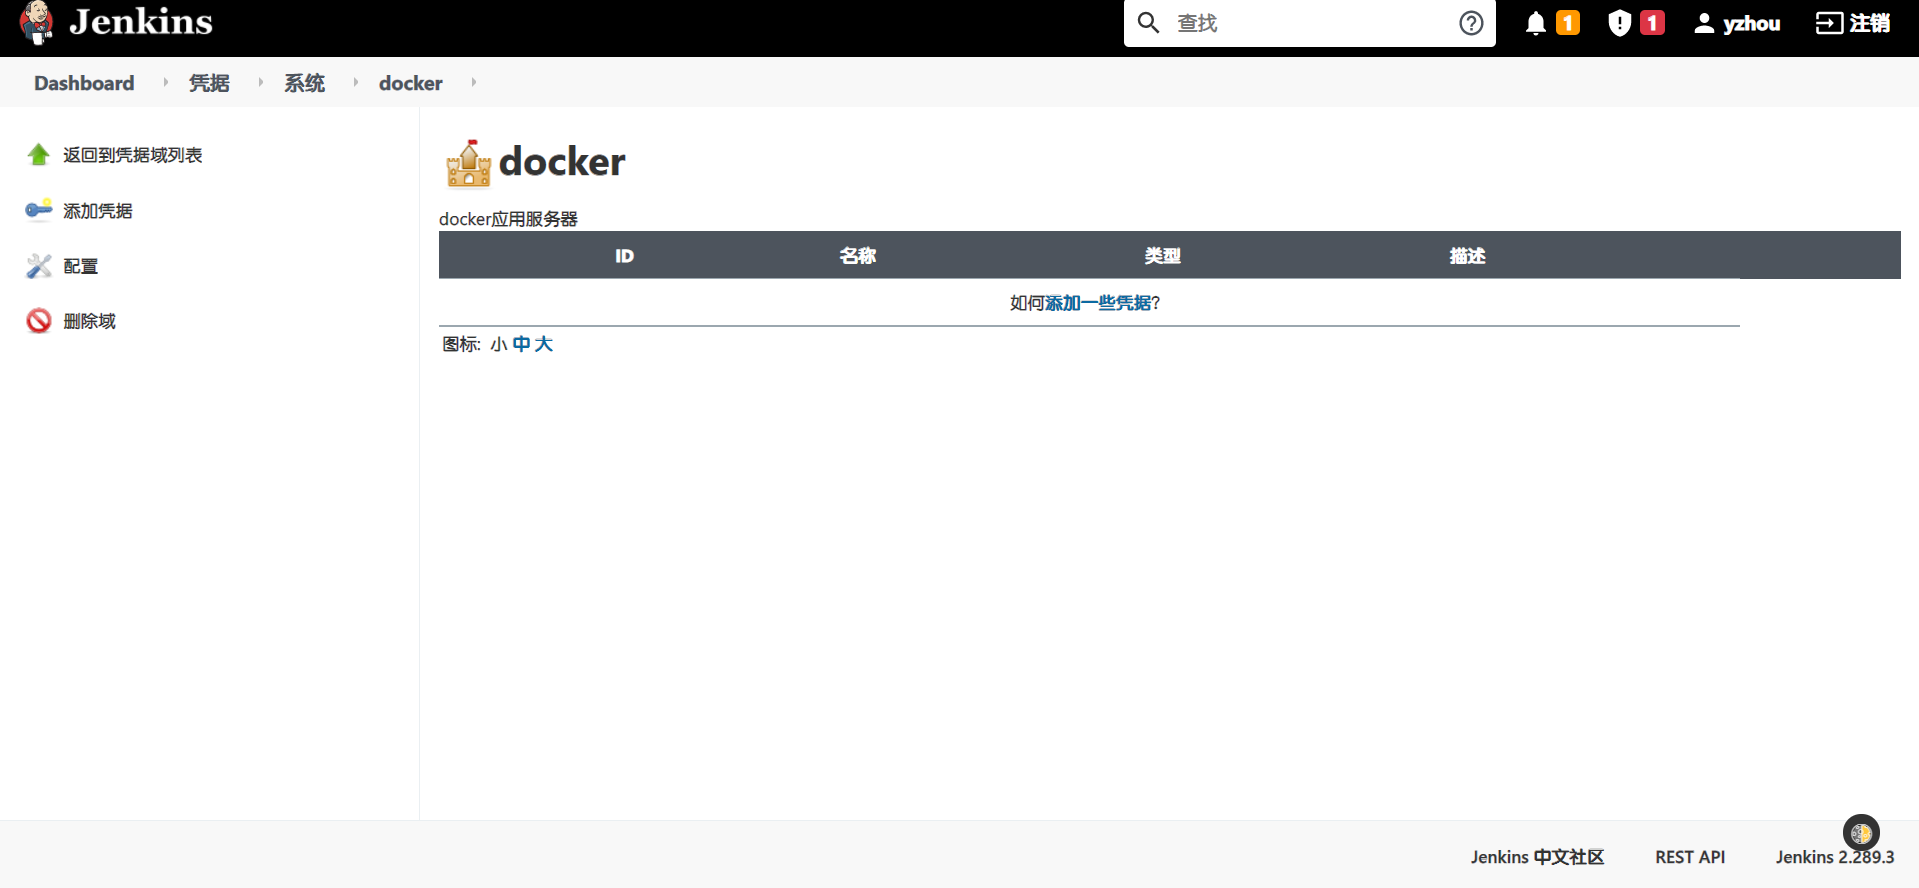 Jenkins
查找
1
1
yzhou
注销
Dashboard
凭据
系统
docker
返回到凭据域列表
添加凭据
配置
删除域
docker
docker应用服务器
ID 名称 类型 描述
如何添加一些凭据?
图标: 小 中 大
Jenkins 中文社区
REST API
Jenkins 2.289.3